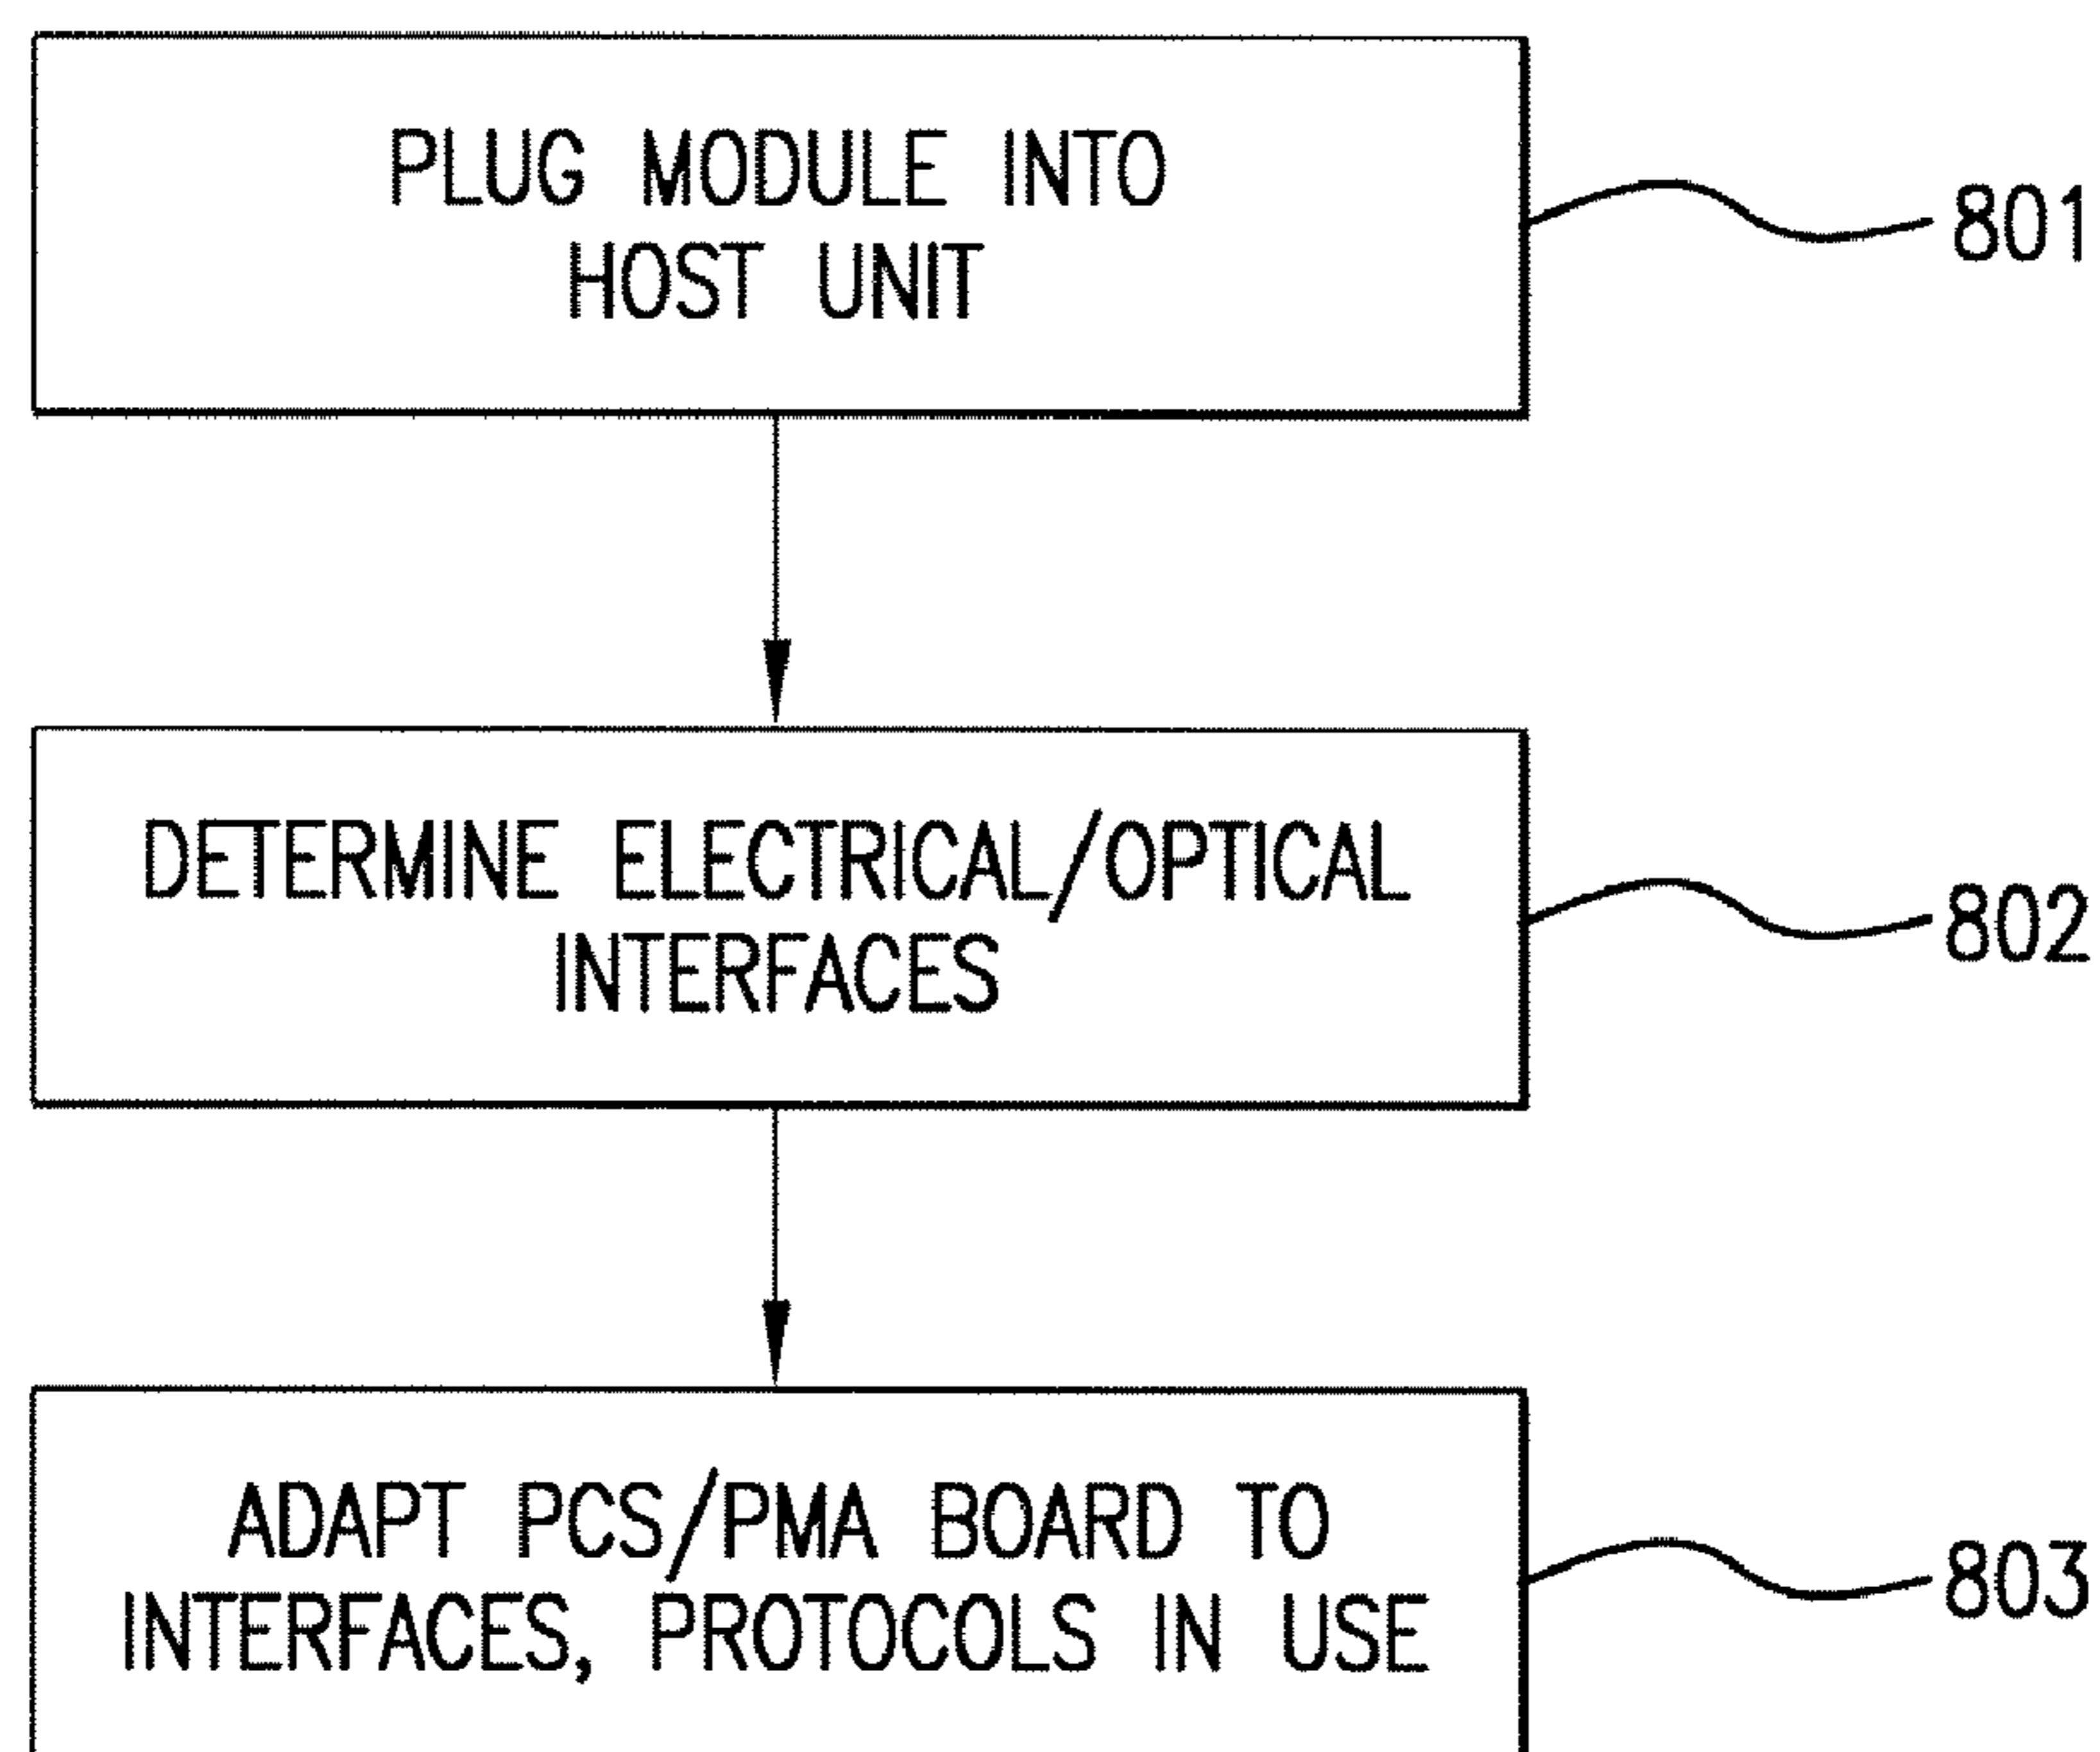 PLUG MODULE INTO
HOST UNIT
801
DETERMINE ELECTRICAL/OPTICAL
INTERFACES
802
ADAPT PCS/PMA BOARD TO
INTERFACES, PROTOCOLS IN USE
803